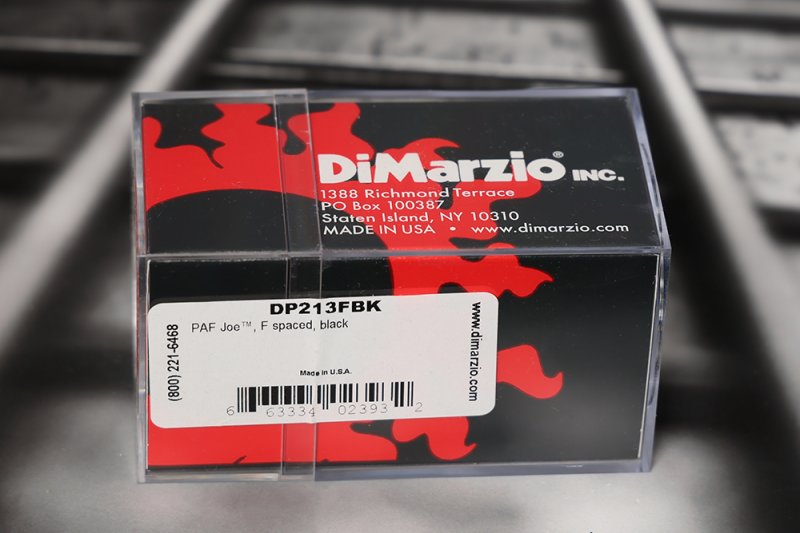 DiMarzio® INC.
1388 Richmond Terrace
PO Box 100387
Staten Island, NY 10310
MADE IN USA • www.dimarzio.com
DP213FBK
PAF Joe™, F spaced, black
(800) 221-6468
www.dimarzio.com
Made in U.S.A.
6 63334 02393 2